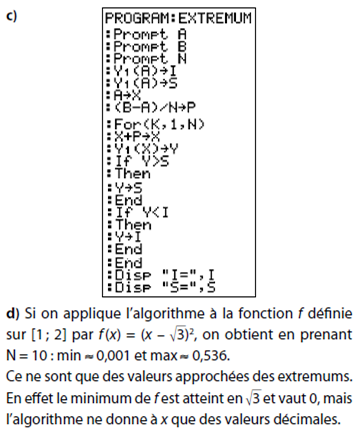 c)
PROGRAM:EXTREMUM
:Prompt A
:Prompt B
:Prompt N
:Y₁(A)→I
:Y₁(A)→S
:A→X
:(B-A)/N→P
:For(K,1,N)
:X+P→X
:Y₁(X)→Y
:If Y>S
:Then
:Y→S
:End
:If Y<I
:Then
:Y→I
:End
:End
:Disp "I=",I
:Disp "S=",S
d) Si on applique l'algorithme à la fonction f définie
sur [1 ; 2] par f(x) = (x – √3)², on obtient en prenant
N = 10 : min ≈ 0,001 et max ≈ 0,536.
Ce ne sont que des valeurs approchées des extremums.
En effet le minimum de f est atteint en √3 et vaut 0, mais
l'algorithme ne donne à x que des valeurs décimales.